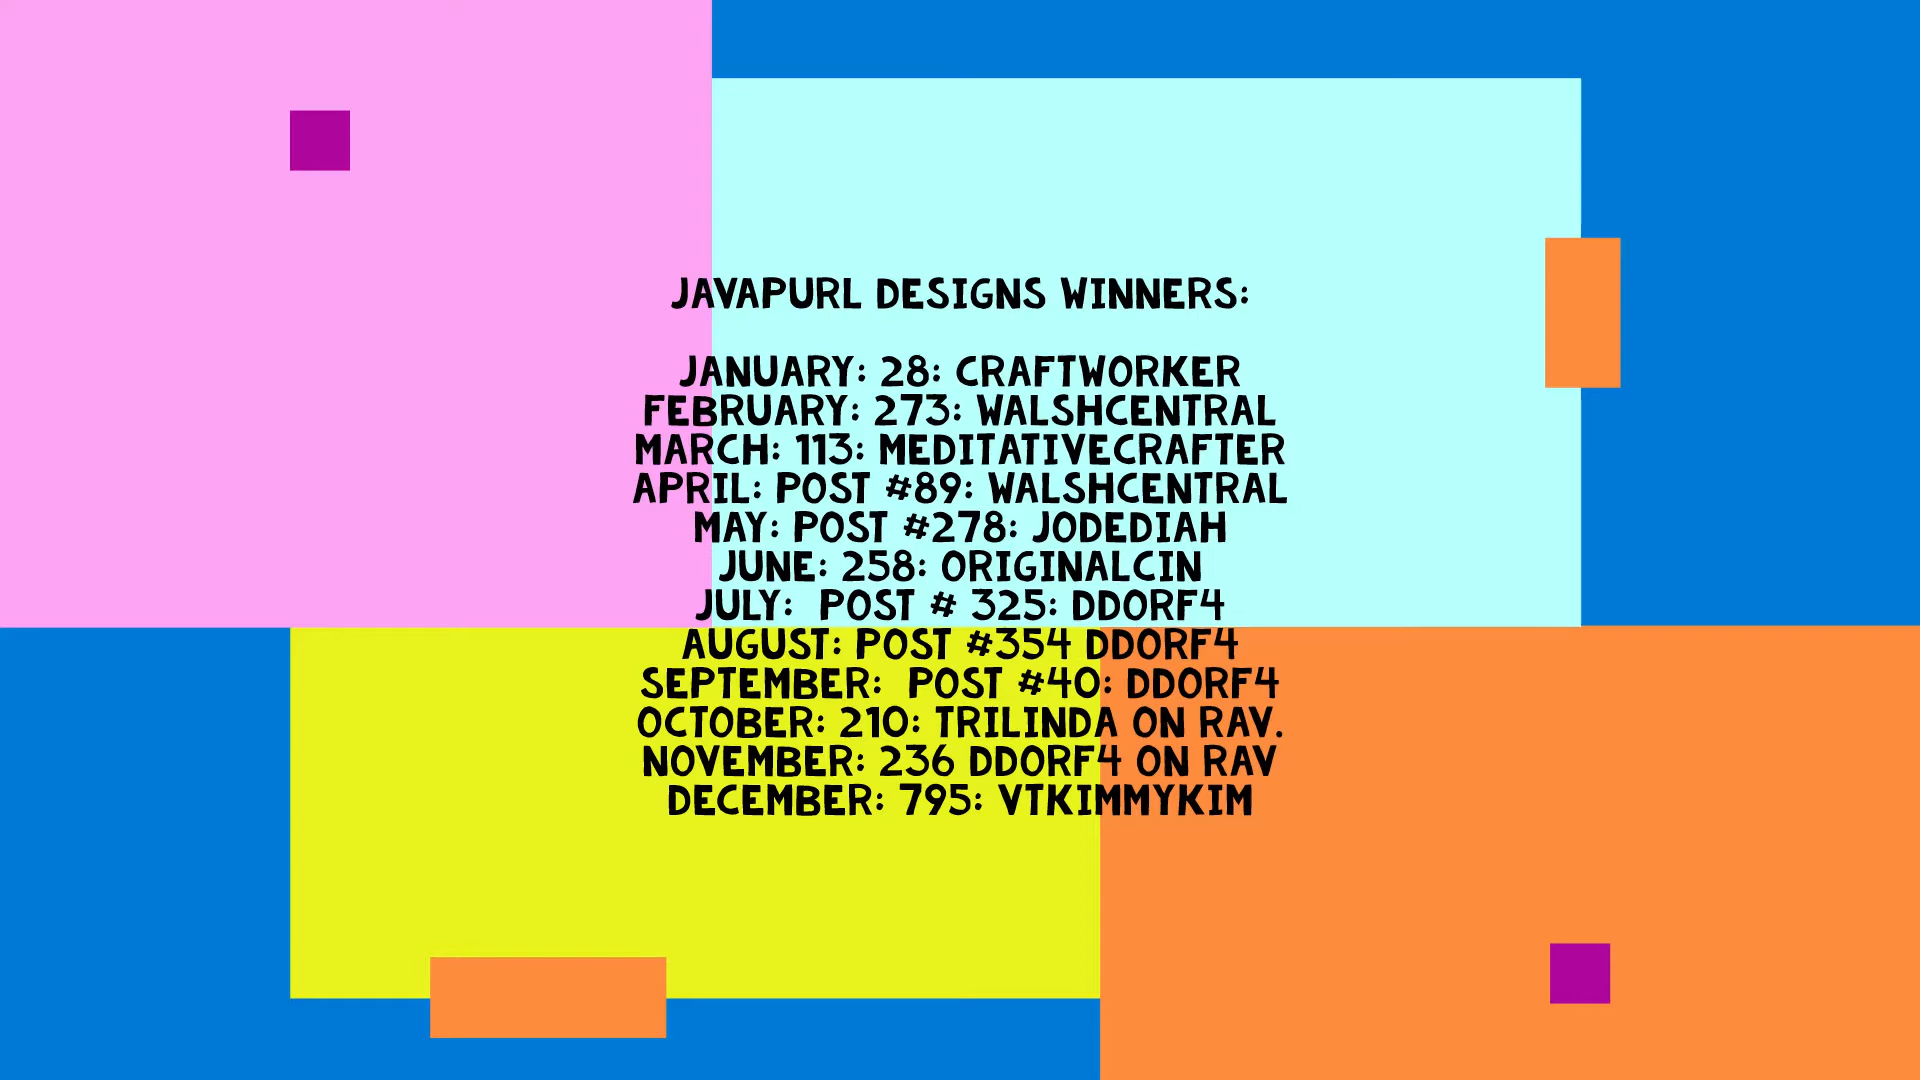 JAVAPURL DESIGNS WINNERS:
JANUARY: 28: CRAFTWORKER
FEBRUARY: 273: WALSHCENTRAL
MARCH: 113: MEDITATIVECRAFTER
APRIL: POST #89: WALSHCENTRAL
MAY: POST #278: JODEDIAH
JUNE: 258: ORIGINALCIN
JULY:  POST # 325: DDORF4
AUGUST: POST #354 DDORF4
SEPTEMBER:  POST #40: DDORF4
OCTOBER: 210: TRILINDA ON RAV.
NOVEMBER: 236 DDORF4 ON RAV
DECEMBER: 795: VTKIMMYKIM